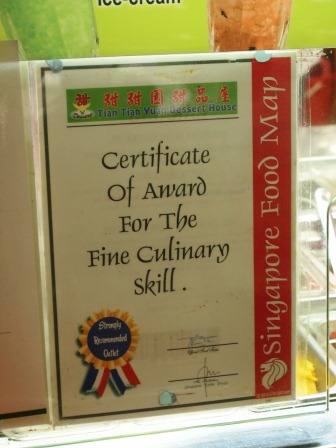 ice-cream
甜甜園甜品屋
Tian Tian Yuan Dessert House
Certificate
Of Award
For The
Fine Culinary
Skill .
Strongly
Recommended
Outlet
Singapore Food Map